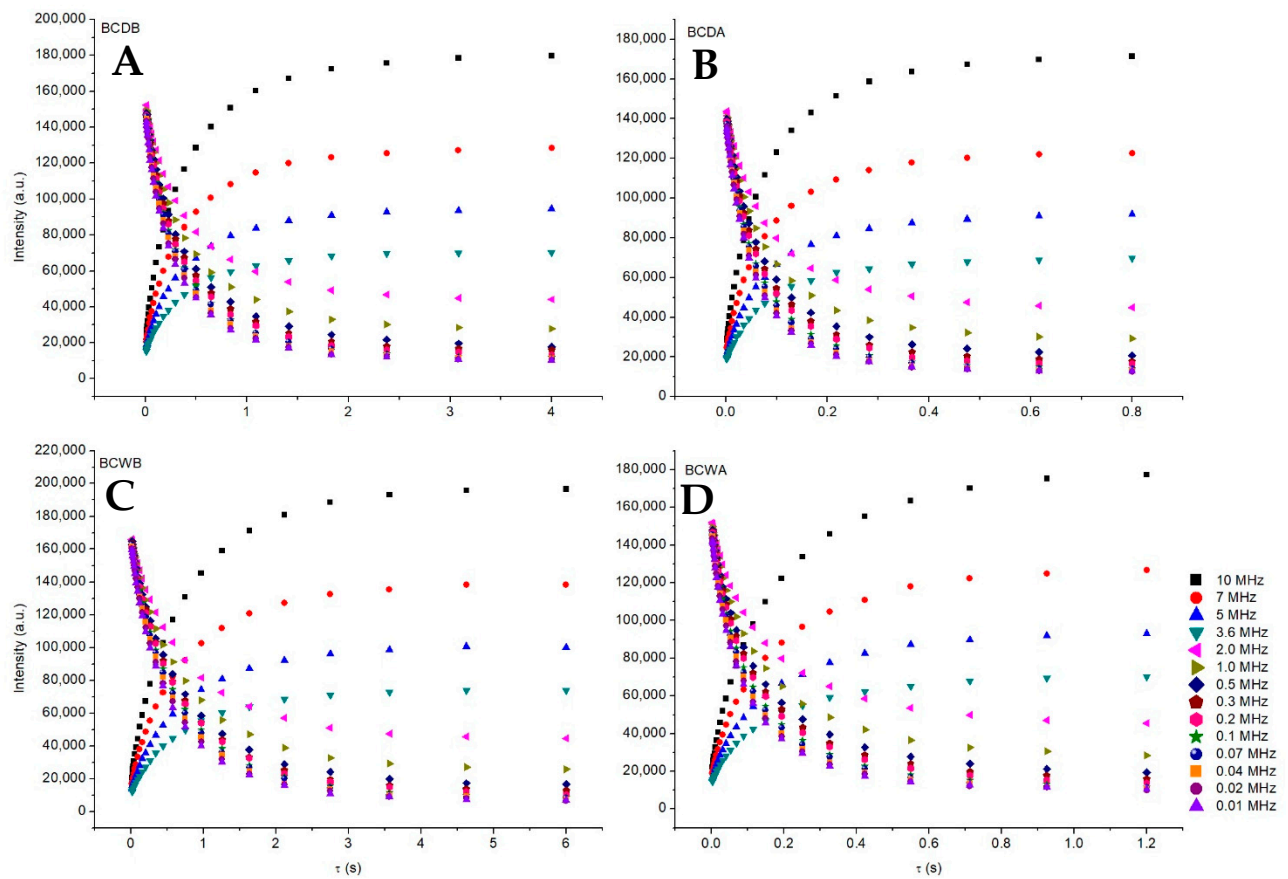 BCDB
A
200,000
180,000
160,000
140,000
120,000
100,000
80,000
60,000
40,000
20,000
0
Intensity (a.u.)
0
1
2
3
4
BCDA
B
180,000
160,000
140,000
120,000
100,000
80,000
60,000
40,000
20,000
0
0.0
0.2
0.4
0.6
0.8
BCWB
C
220,000
200,000
180,000
160,000
140,000
120,000
100,000
80,000
60,000
40,000
20,000
0
Intensity (a.u.)
0
1
2
3
4
5
6
τ (s)
BCWA
D
180,000
160,000
140,000
120,000
100,000
80,000
60,000
40,000
20,000
0
0.0
0.2
0.4
0.6
0.8
1.0
1.2
τ (s)
10 MHz
7 MHz
5 MHz
3.6 MHz
2.0 MHz
1.0 MHz
0.5 MHz
0.3 MHz
0.2 MHz
0.1 MHz
0.07 MHz
0.04 MHz
0.02 MHz
0.01 MHz